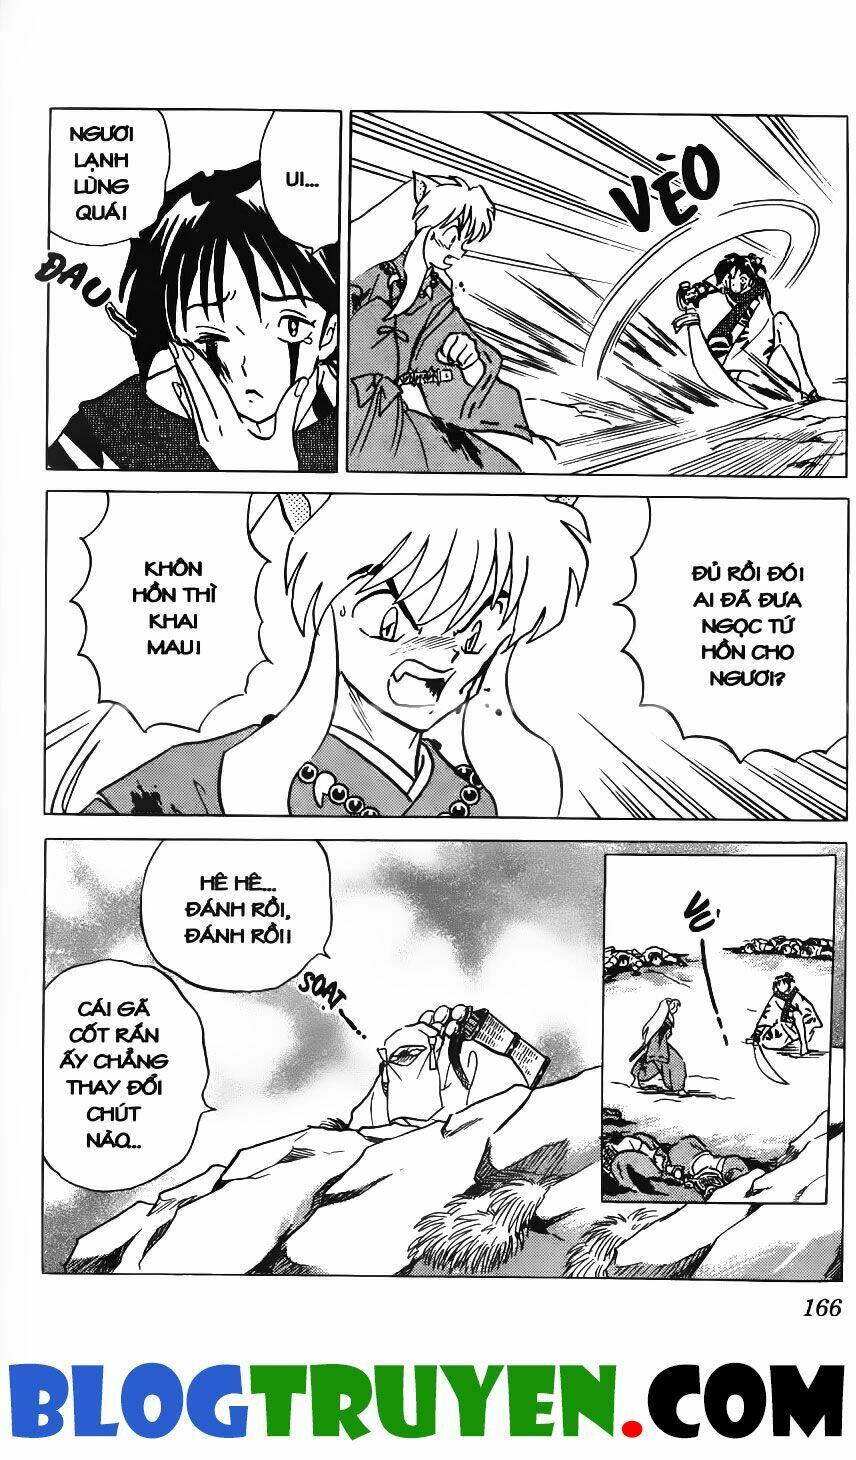 VÈO
UI...
NGƯƠI
LẠNH
LÙNG
QUÁ!
ĐAU
ĐỦ RỒI ĐÓ!
AI ĐÃ ĐƯA
NGỌC TỨ
HỒN CHO
NGƯƠI?
KHÔN
HỒN THÌ
KHAI
MAU!
HÊ HÊ...
ĐÁNH RỒI,
ĐÁNH RỒI!
SOẠT
CÁI GÃ
CỐT RẮN
ẤY CHẲNG
THAY ĐỔI
CHÚT
NÀO...
166
BLOGTRUYEN.COM